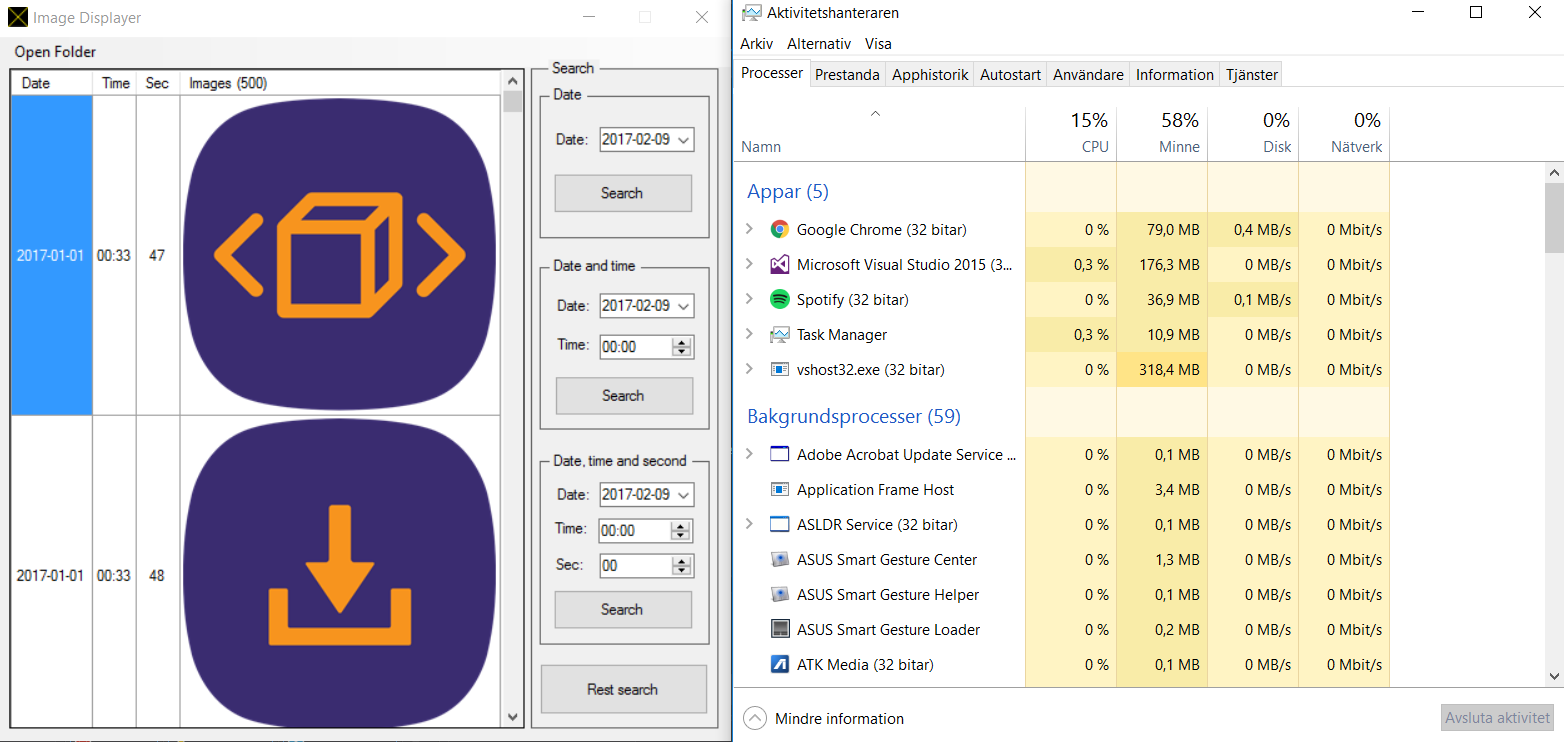 Image Displayer
Open Folder
Date Time Sec Images (500)
2017-01-01 00:33 47
2017-01-01 00:33 48
Search
Date
Date: 2017-02-09
Search
Date and time
Date: 2017-02-09
Time: 00:00
Search
Date, time and second
Date: 2017-02-09
Time: 00:00
Sec: 00
Search
Rest search
Aktivitetshanteraren
Arkiv Alternativ Visa
Processer Prestanda Apphistorik Autostart Användare Information Tjänster
15% 58% 0% 0%
Namn CPU Minne Disk Nätverk
Appar (5)
Google Chrome (32 bitar) 0 % 79,0 MB 0,4 MB/s 0 Mbit/s
Microsoft Visual Studio 2015 (3... 0,3 % 176,3 MB 0 MB/s 0 Mbit/s
Spotify (32 bitar) 0 % 36,9 MB 0,1 MB/s 0 Mbit/s
Task Manager 0,3 % 10,9 MB 0 MB/s 0 Mbit/s
vshost32.exe (32 bitar) 0 % 318,4 MB 0 MB/s 0 Mbit/s
Bakgrundsprocesser (59)
Adobe Acrobat Update Service ... 0 % 0,1 MB 0 MB/s 0 Mbit/s
Application Frame Host 0 % 3,4 MB 0 MB/s 0 Mbit/s
ASLDR Service (32 bitar) 0 % 0,1 MB 0 MB/s 0 Mbit/s
ASUS Smart Gesture Center 0 % 1,3 MB 0 MB/s 0 Mbit/s
ASUS Smart Gesture Helper 0 % 0,1 MB 0 MB/s 0 Mbit/s
ASUS Smart Gesture Loader 0 % 0,2 MB 0 MB/s 0 Mbit/s
ATK Media (32 bitar) 0 % 0,1 MB 0 MB/s 0 Mbit/s
Mindre information
Avsluta aktivitet